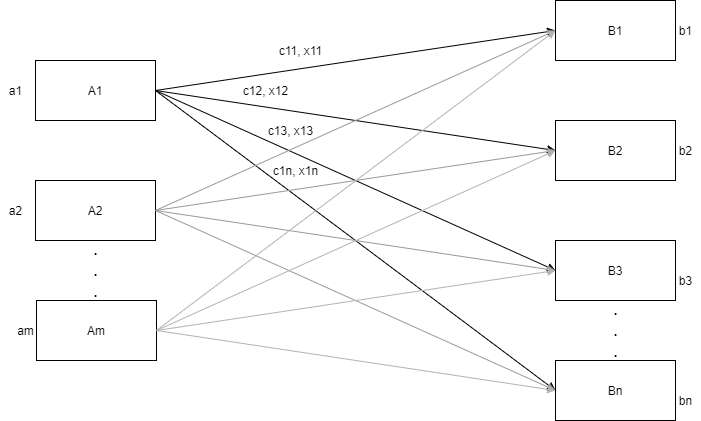 B1
b1
c11, x11
a1
A1
c12, x12
c13, x13
B2
b2
c1n, x1n
a2
A2
B3
b3
.
.
.
am
Am
.
.
.
Bn
bn